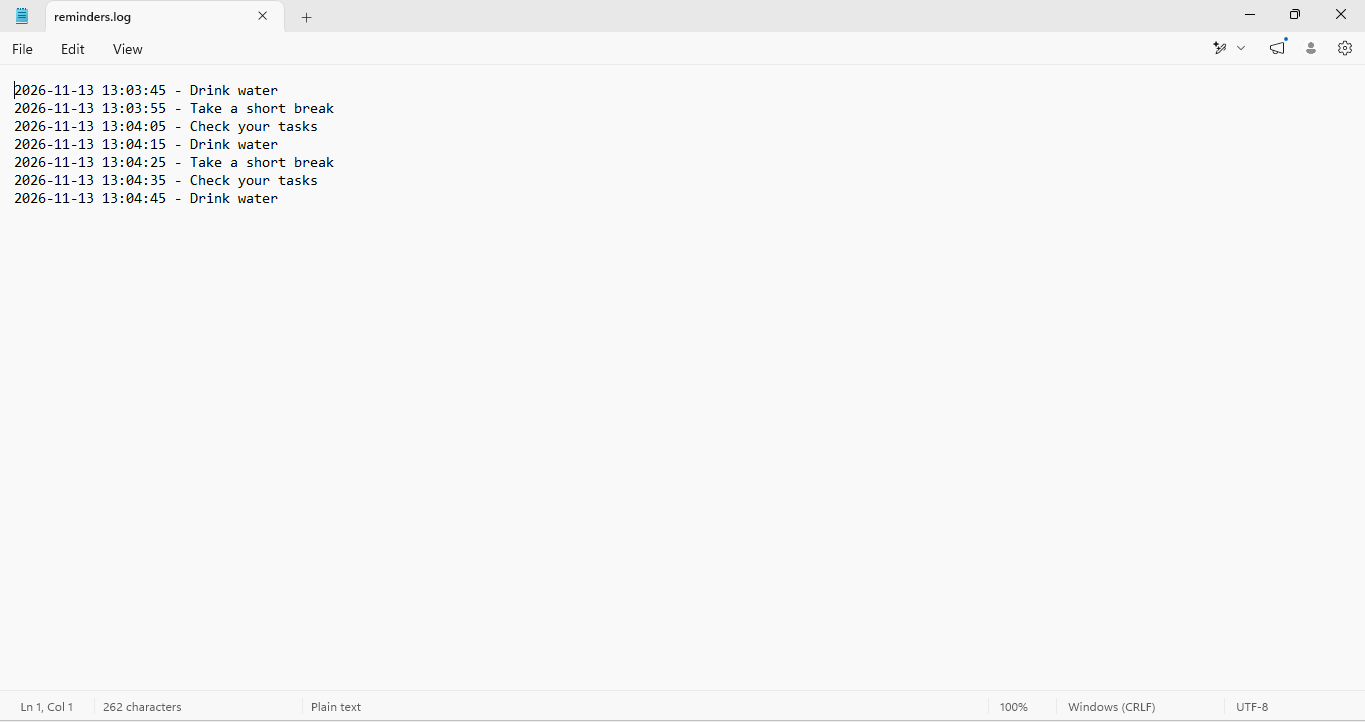 reminders.log
File Edit View
2026-11-13 13:03:45 - Drink water
2026-11-13 13:03:55 - Take a short break
2026-11-13 13:04:05 - Check your tasks
2026-11-13 13:04:15 - Drink water
2026-11-13 13:04:25 - Take a short break
2026-11-13 13:04:35 - Check your tasks
2026-11-13 13:04:45 - Drink water
Ln 1, Col 1 262 characters Plain text 100% Windows (CRLF) UTF-8